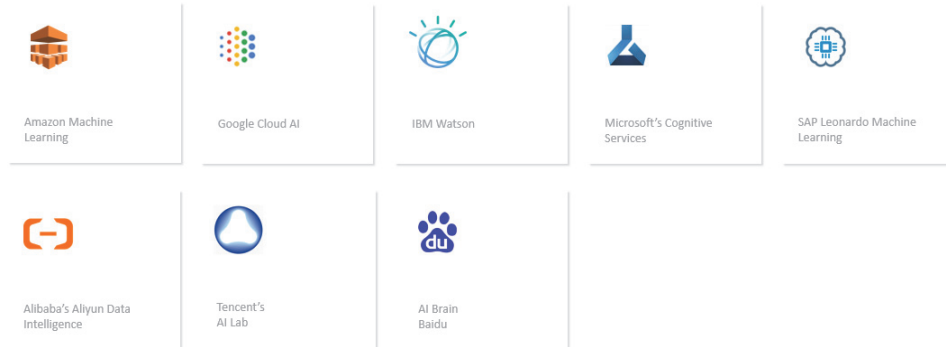 Amazon Machine
Learning
Google Cloud AI
IBM Watson
Microsoft's Cognitive
Services
SAP Leonardo Machine
Learning
Alibaba's Aliyun Data
Intelligence
Tencent's
AI Lab
du
AI Brain
Baidu